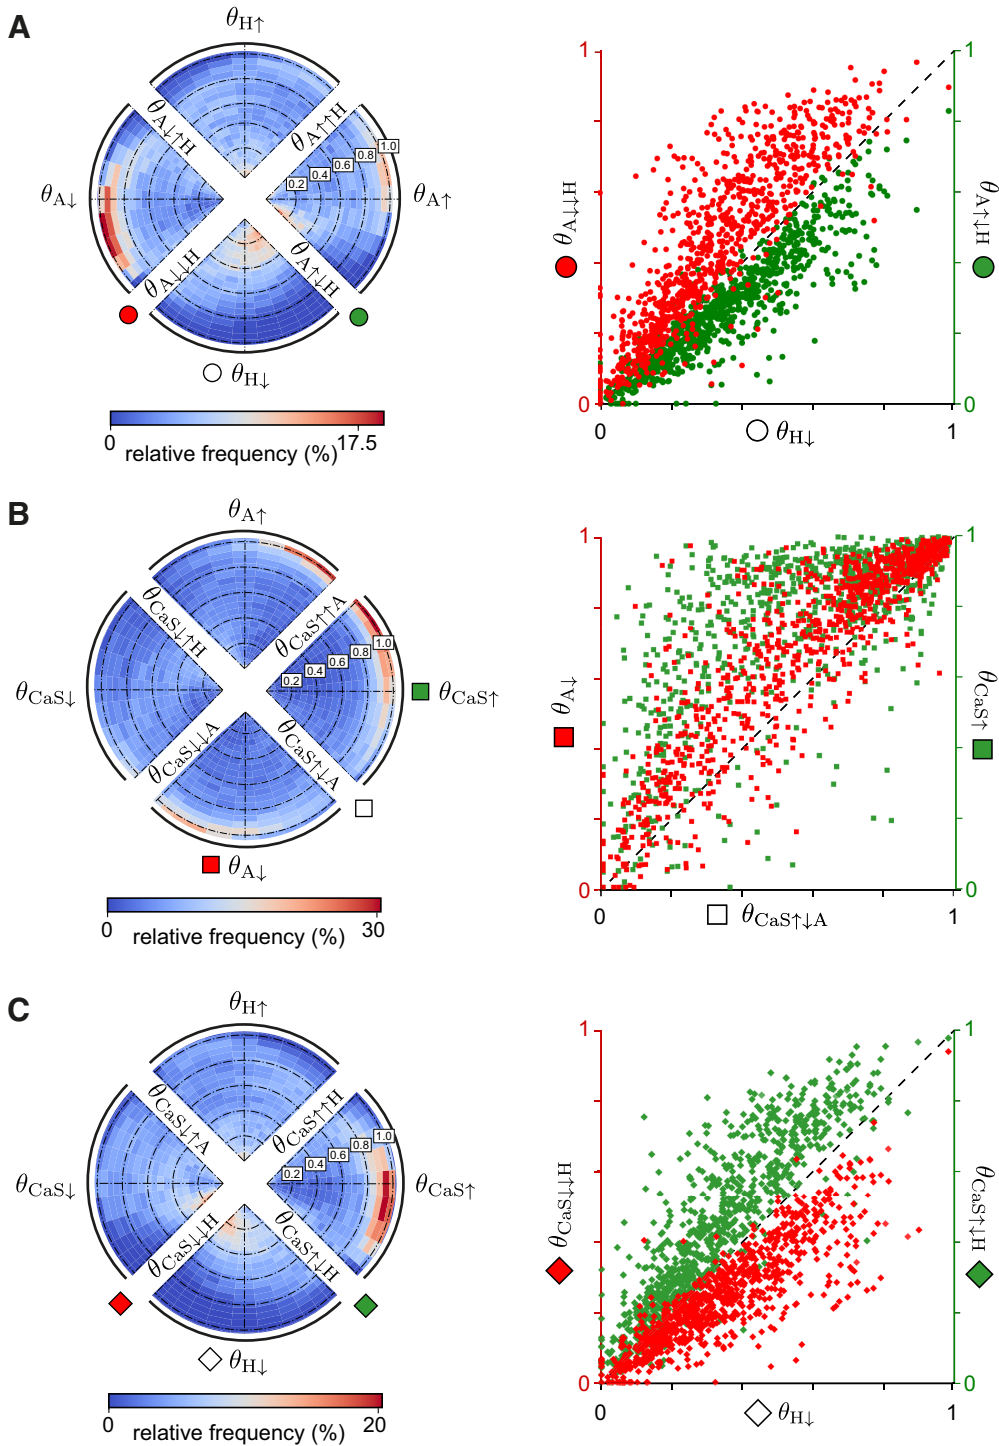 A
θH↑
θA↓↑H
θA↑↑H
0.2
0.4
0.6
0.8
1.0
θA↓
θA↑
θA↓↓H
θA↑↓H
θH↓
0
17.5
relative frequency (%)
1
1
θA↓↓H
θA↑↓H
0
0
0
1
θH↓
B
θA↑
θCaS↓↑H
θCaS↑↑A
0.2
0.4
0.6
0.8
1.0
θCaS↓
θCaS↑
θCaS↓↓A
θCaS↑↓A
θA↓
0
30
relative frequency (%)
1
1
θA↓
θCaS↑
0
0
0
1
θCaS↑↓A
C
θH↑
θCaS↓↑A
θCaS↑↑H
0.2
0.4
0.6
0.8
1.0
θCaS↓
θCaS↑
θCaS↓↓H
θCaS↑↓H
θH↓
0
20
relative frequency (%)
1
1
θCaS↓↓H
θCaS↑↓H
0
0
0
1
θH↓